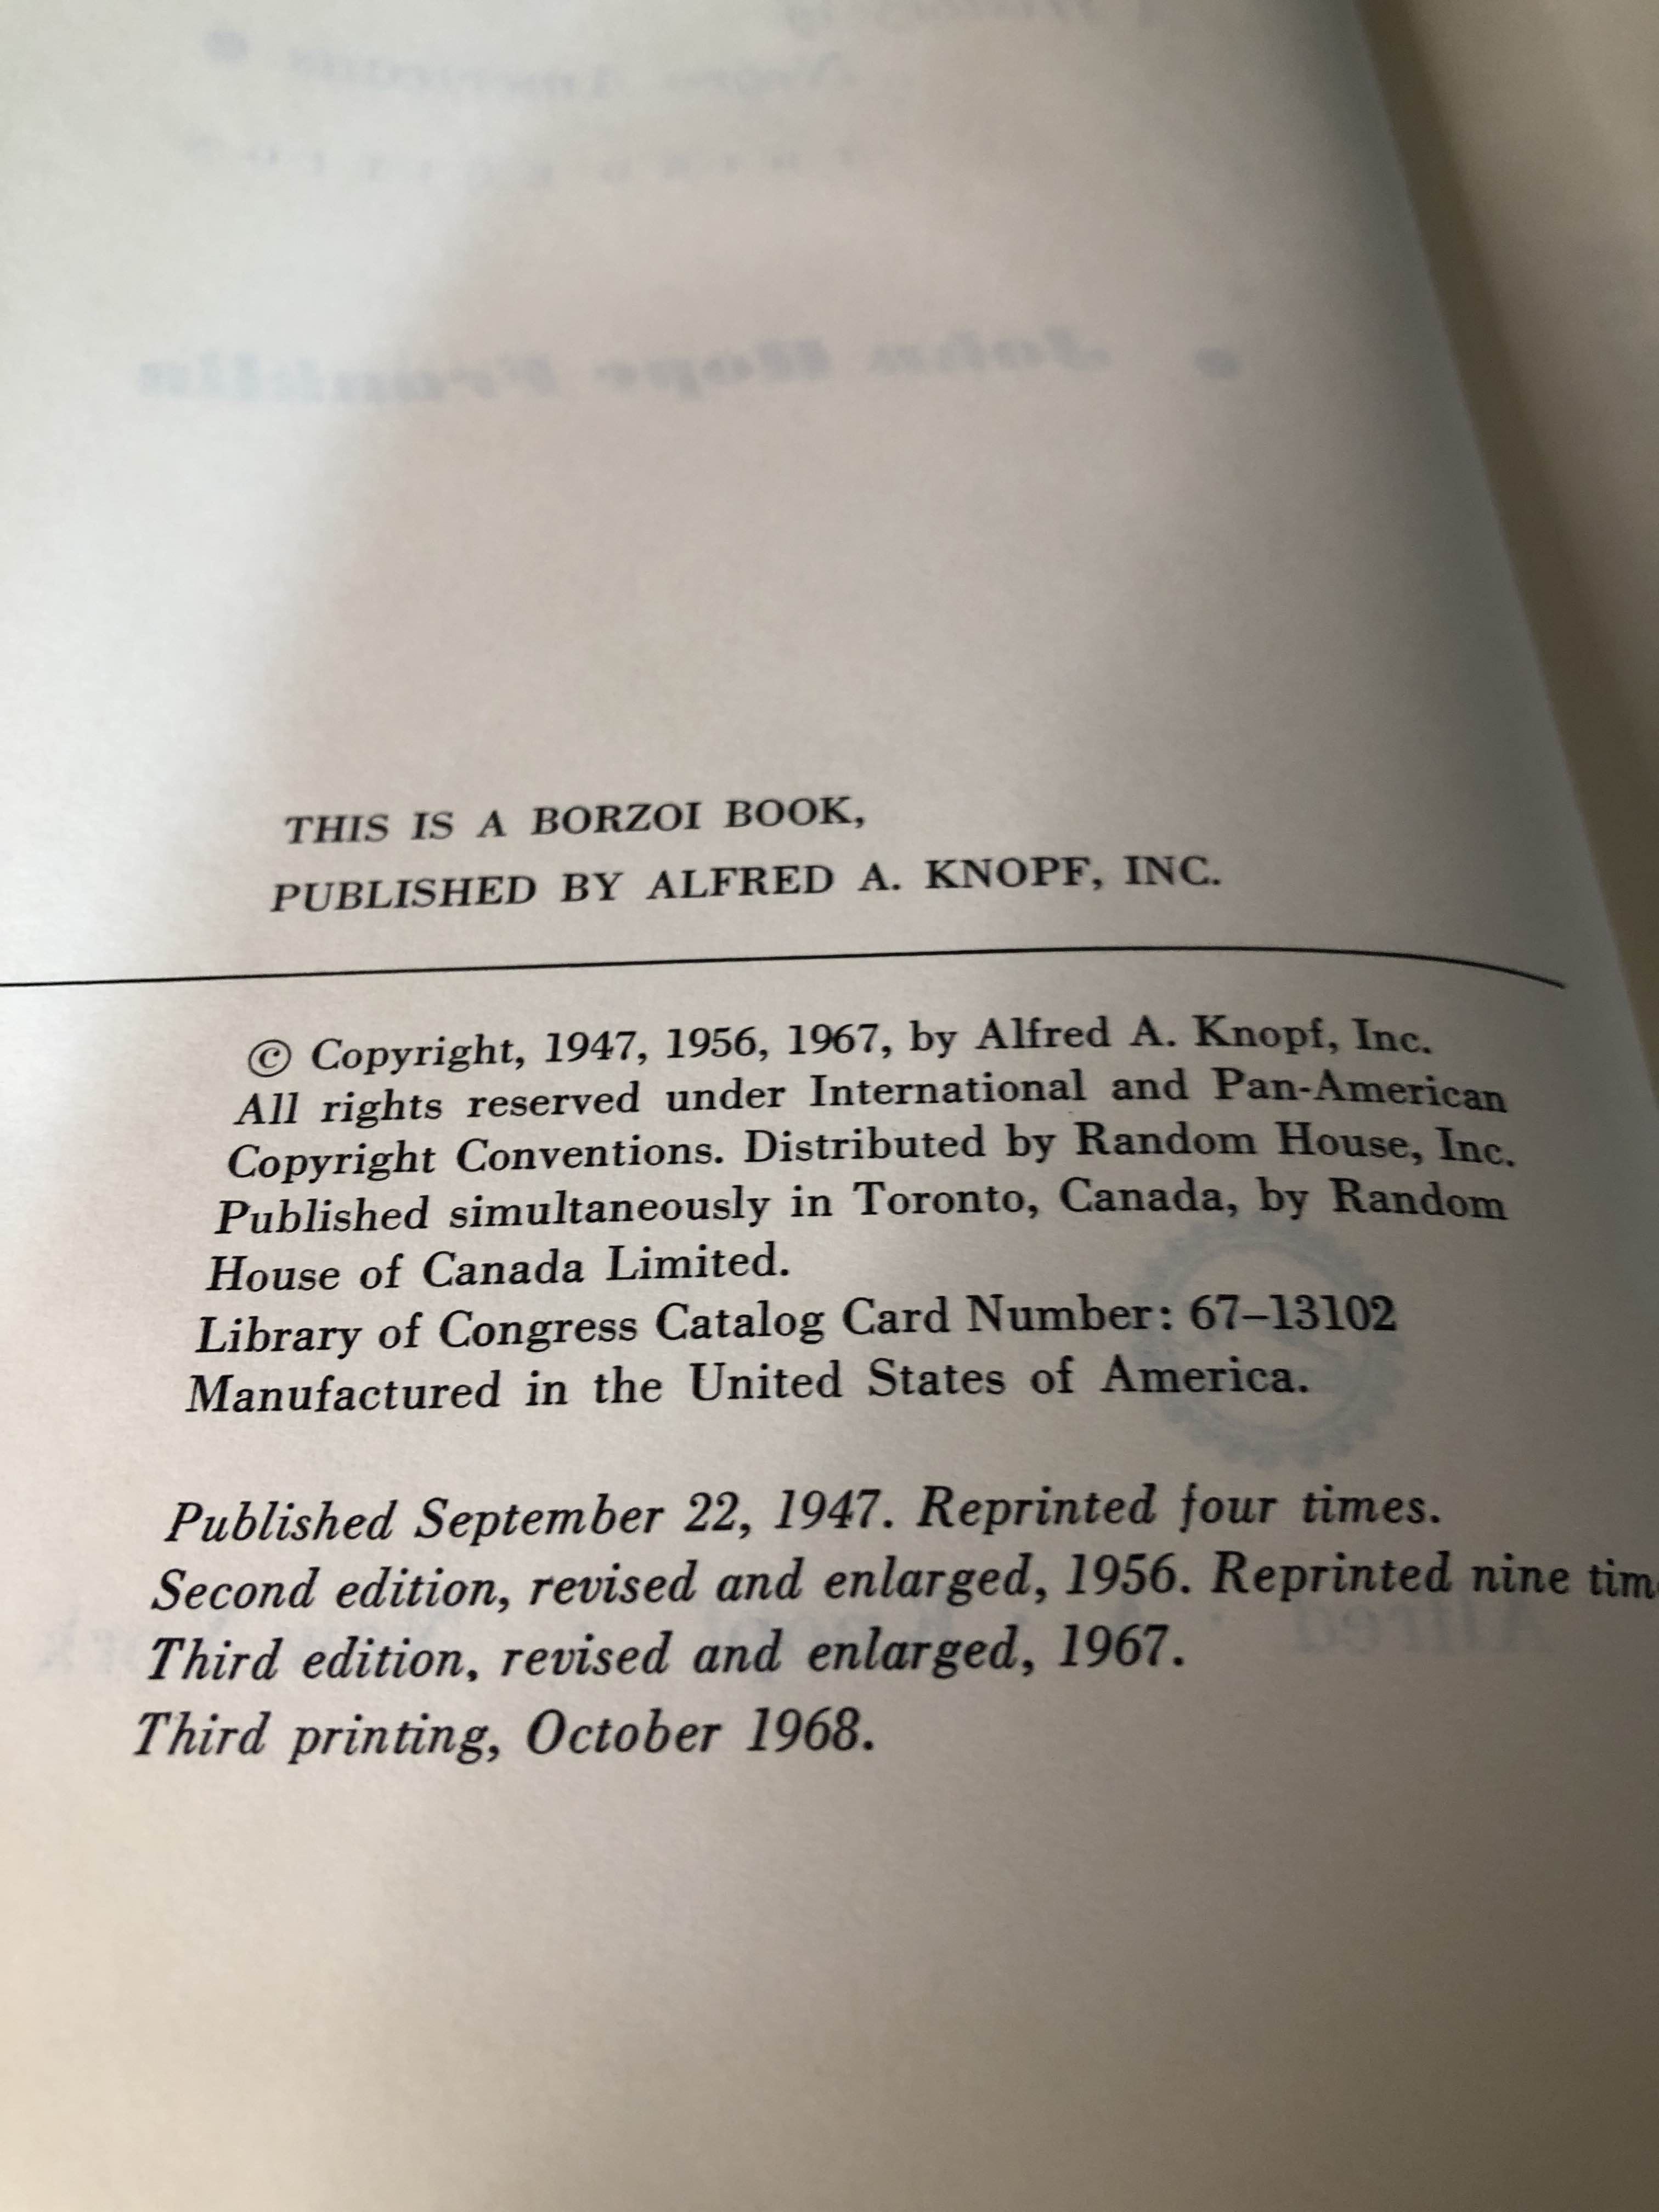 THIS IS A BORZOI BOOK,
PUBLISHED BY ALFRED A. KNOPF, INC.
© Copyright, 1947, 1956, 1967, by Alfred A. Knopf, Inc.
All rights reserved under International and Pan-American
Copyright Conventions. Distributed by Random House, Inc.
Published simultaneously in Toronto, Canada, by Random
House of Canada Limited.
Library of Congress Catalog Card Number: 67–13102
Manufactured in the United States of America.
Published September 22, 1947. Reprinted four times.
Second edition, revised and enlarged, 1956. Reprinted nine tim
Third edition, revised and enlarged, 1967.
Third printing, October 1968.